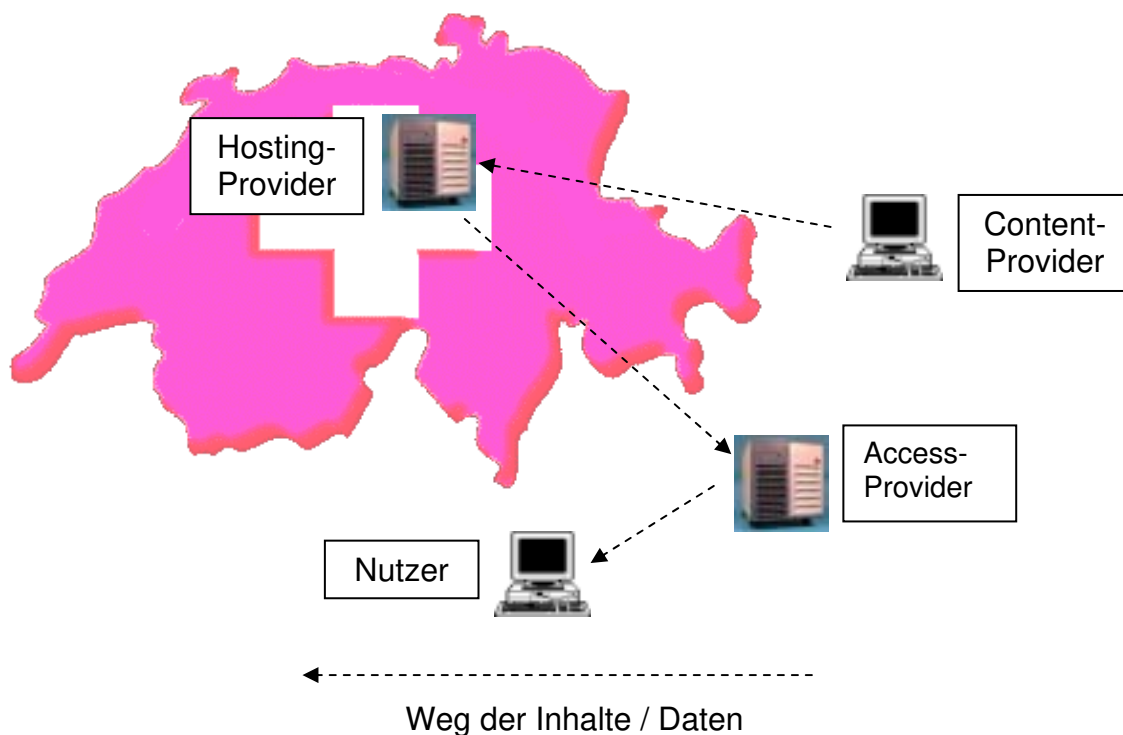 Hosting-
Provider
Content-
Provider
Access-
Provider
Nutzer
Weg der Inhalte / Daten